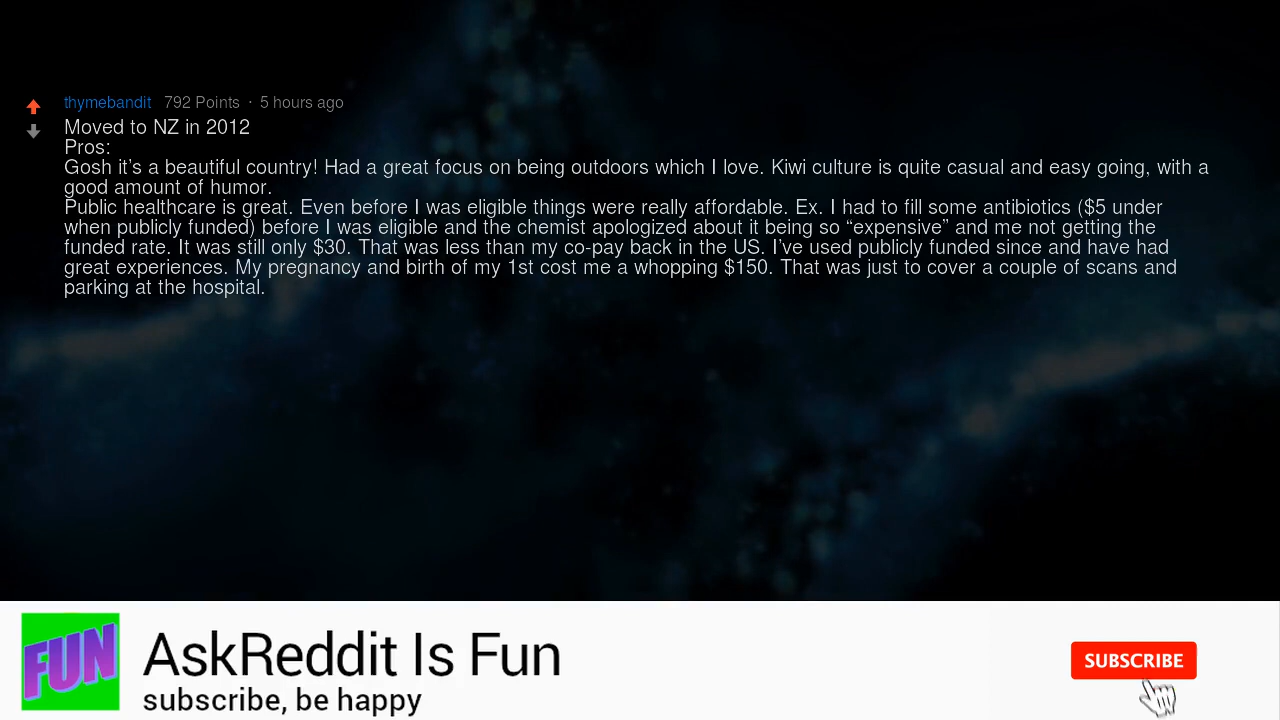 thymebandit 792 Points · 5 hours ago
Moved to NZ in 2012
Pros:
Gosh it’s a beautiful country! Had a great focus on being outdoors which I love. Kiwi culture is quite casual and easy going, with a
good amount of humor.
Public healthcare is great. Even before I was eligible things were really affordable. Ex. I had to fill some antibiotics ($5 under
when publicly funded) before I was eligible and the chemist apologized about it being so “expensive” and me not getting the
funded rate. It was still only $30. That was less than my co-pay back in the US. I’ve used publicly funded since and have had
great experiences. My pregnancy and birth of my 1st cost me a whopping $150. That was just to cover a couple of scans and
parking at the hospital.
FUN
AskReddit Is Fun
subscribe, be happy
SUBSCRIBE